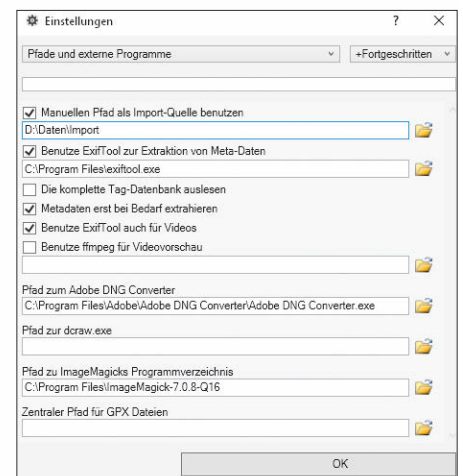 Einstellungen ? ×
Pfade und externe Programme +Fortgeschritten
Manuellen Pfad als Import-Quelle benutzen
D:\Daten\Import
Benutze ExifTool zur Extraktion von Meta-Daten
C:\Program Files\exiftool.exe
Die komplette Tag-Datenbank auslesen
Metadaten erst bei Bedarf extrahieren
Benutze ExifTool auch für Videos
Benutze ffmpeg für Videovorschau
Pfad zum Adobe DNG Converter
C:\Program Files\Adobe\Adobe DNG Converter\Adobe DNG Converter.exe
Pfad zur dcraw.exe
Pfad zu ImageMagicks Programmverzeichnis
C:\Program Files\ImageMagick-7.0.8-Q16
Zentraler Pfad für GPX Dateien
OK